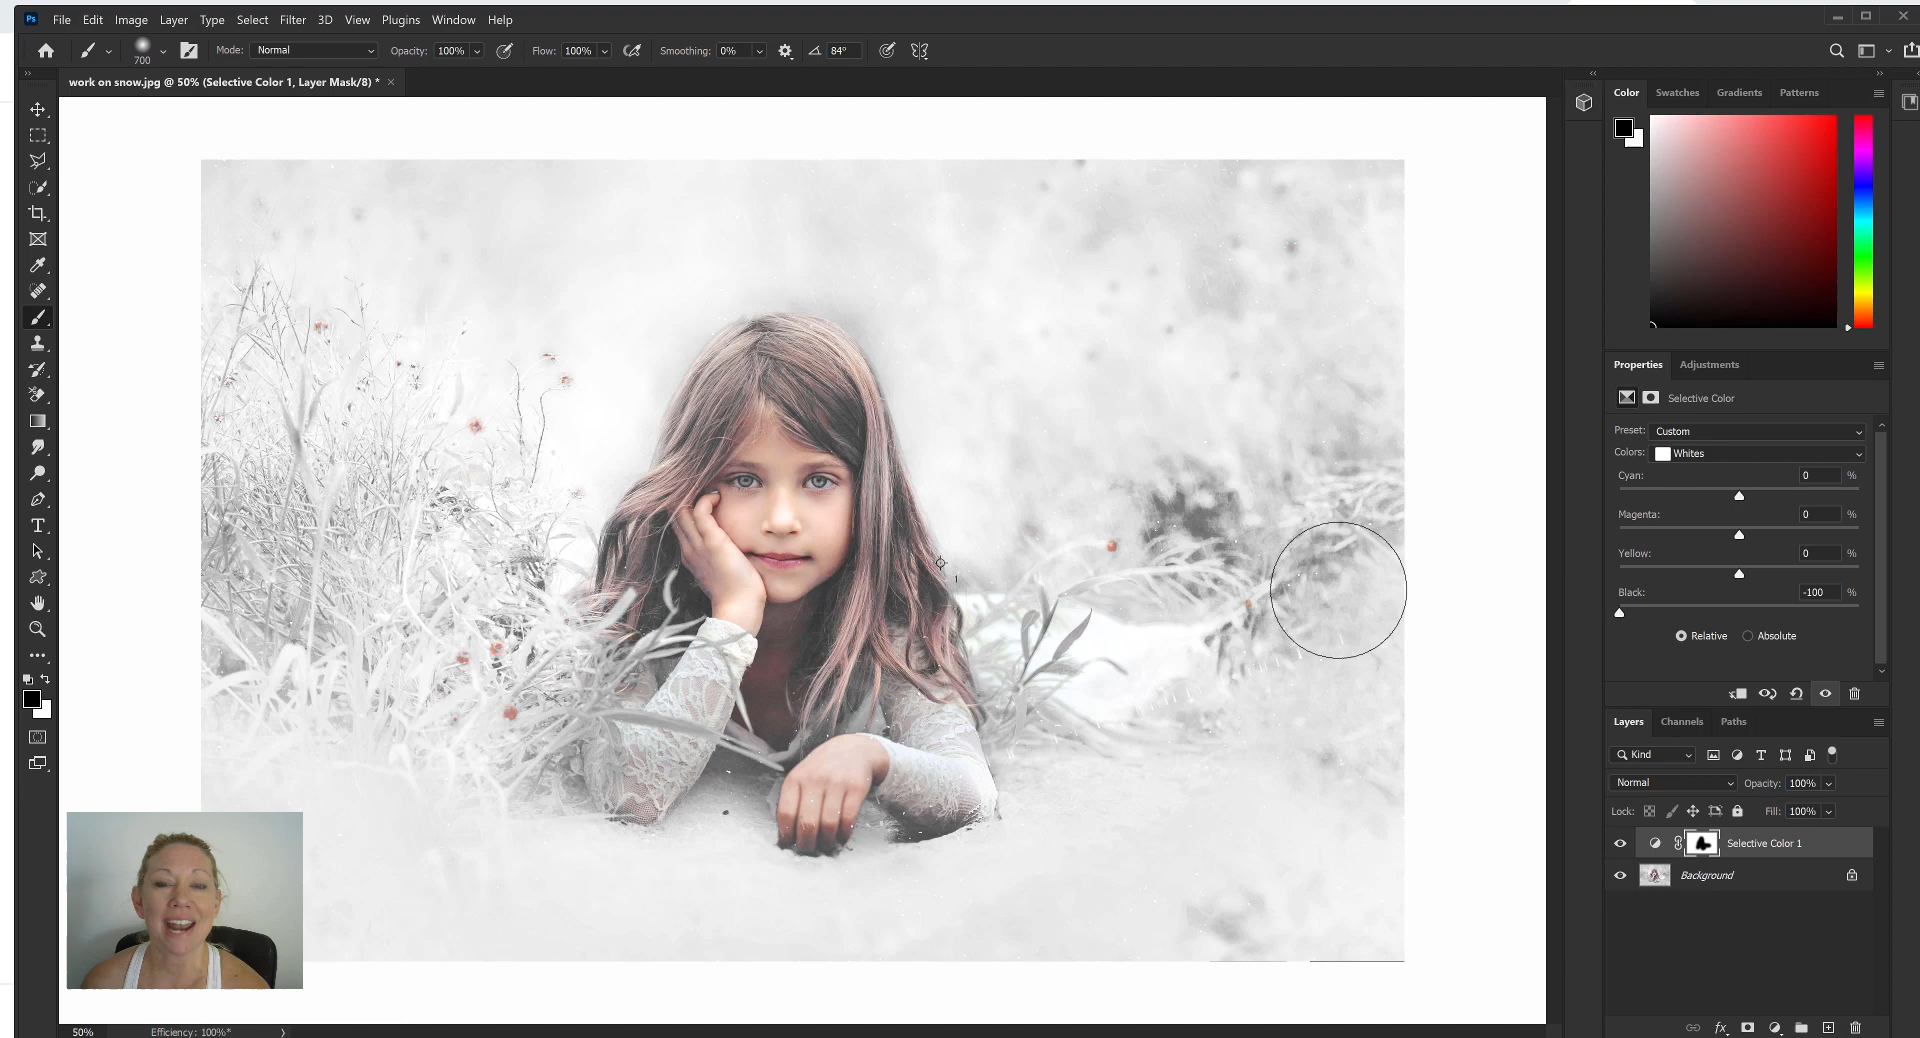 Ps File Edit Image Layer Type Select Filter 3D View Plugins Window Help
700 Mode: Normal Opacity: 100% Flow: 100% Smoothing: 0% 84°
work on snow.jpg @ 50% (Selective Color 1, Layer Mask/8) * ×
Color Swatches Gradients Patterns
Properties Adjustments
Selective Color
Preset: Custom
Colors: Whites
Cyan: 0 %
Magenta: 0 %
Yellow: 0 %
Black: -100 %
Relative Absolute
1
Layers Channels Paths
Kind
Normal Opacity: 100%
Lock: Fill: 100%
Selective Color 1
Background
fx
50% Efficiency: 100%*